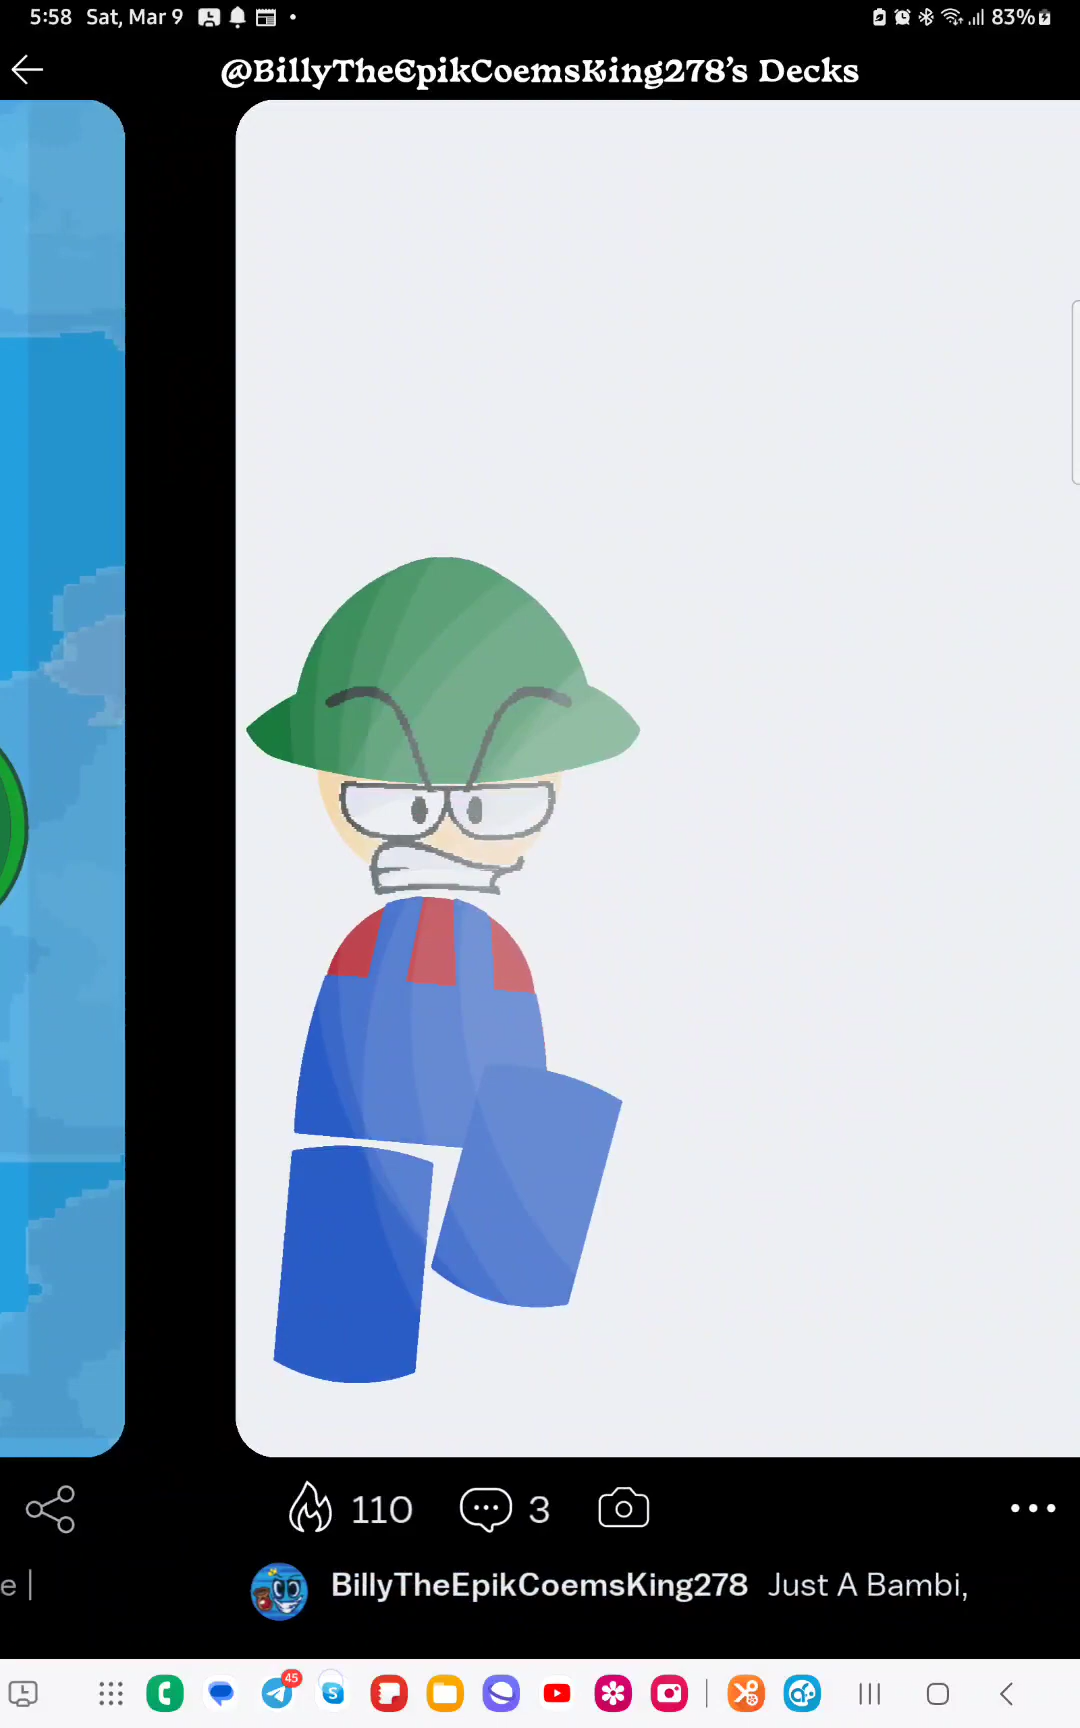 5:58 Sat, Mar 9 83%
@BillyTheEpikCoemsKing278's Decks
110 3
e |
BillyTheEpikCoemsKing278 Just A Bambi,
45